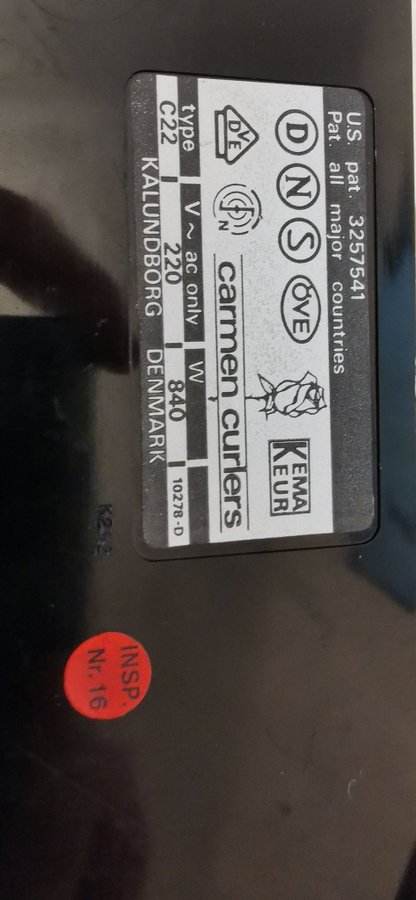 U.S. pat. 3257541
Pat. all major countries
D N S ÖVE
KEMA
KEUR
DVE N carmen curlers
type V~ ac only W
C22 220 840 10278-D
KALUNDBORG DENMARK
INSP.
Nr. 16